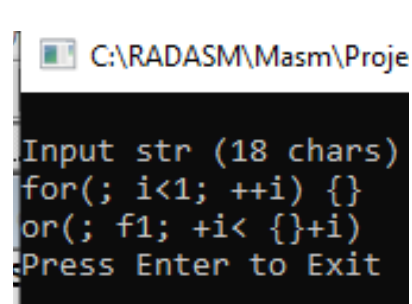 C:\RADASM\Masm\Proje
Input str (18 chars)
for(; i<1; ++i) {}
or(; f1; +i< {}+i)
Press Enter to Exit